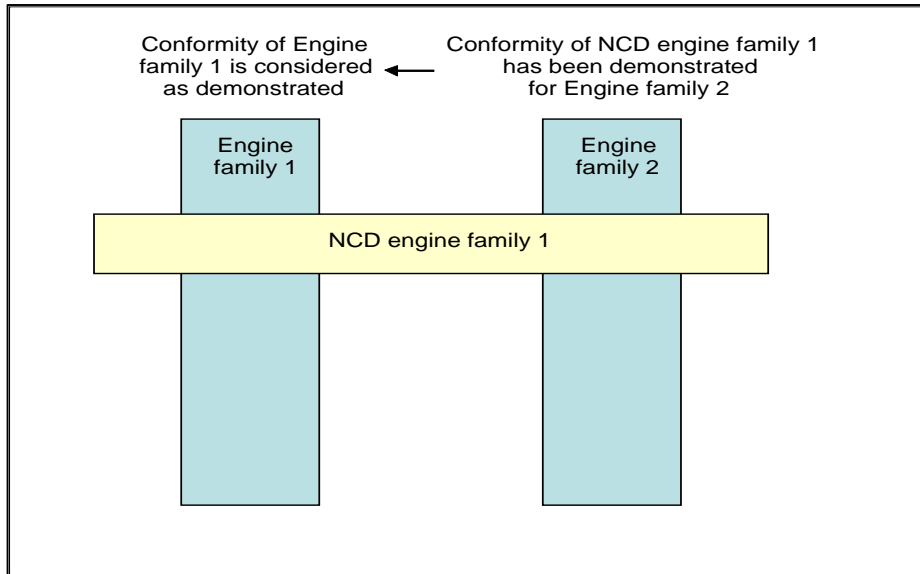 Conformity of Engine
family 1 is considered
as demonstrated
Conformity of NCD engine family 1
has been demonstrated
for Engine family 2
Engine
family 1
Engine
family 2
NCD engine family 1